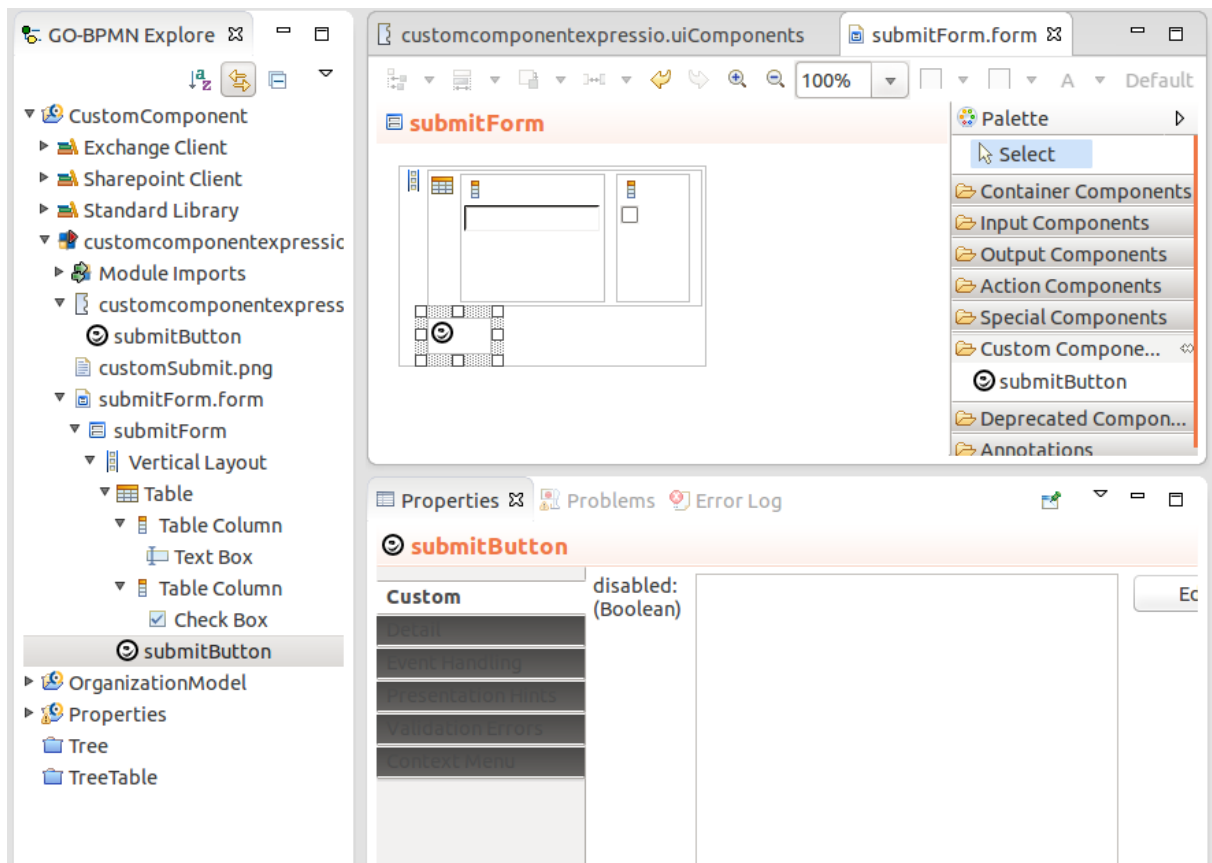 GO-BPMN Explore
CustomComponent
Exchange Client
Sharepoint Client
Standard Library
customcomponentexpressic
Module Imports
customcomponentexpress
submitButton
customSubmit.png
submitForm.form
submitForm
Vertical Layout
Table
Table Column
Text Box
Table Column
Check Box
submitButton
OrganizationModel
Properties
Tree
TreeTable
customcomponentexpressio.uiComponents submitForm.form
100% A Default
submitForm
Palette
Select
Container Components
Input Components
Output Components
Action Components
Special Components
Custom Compone...
submitButton
Deprecated Compon...
Annotations
Properties Problems Error Log
submitButton
Custom
Detail
Event Handling
Presentation Hints
Validation Errors
Context Menu
disabled:
(Boolean)
Ec